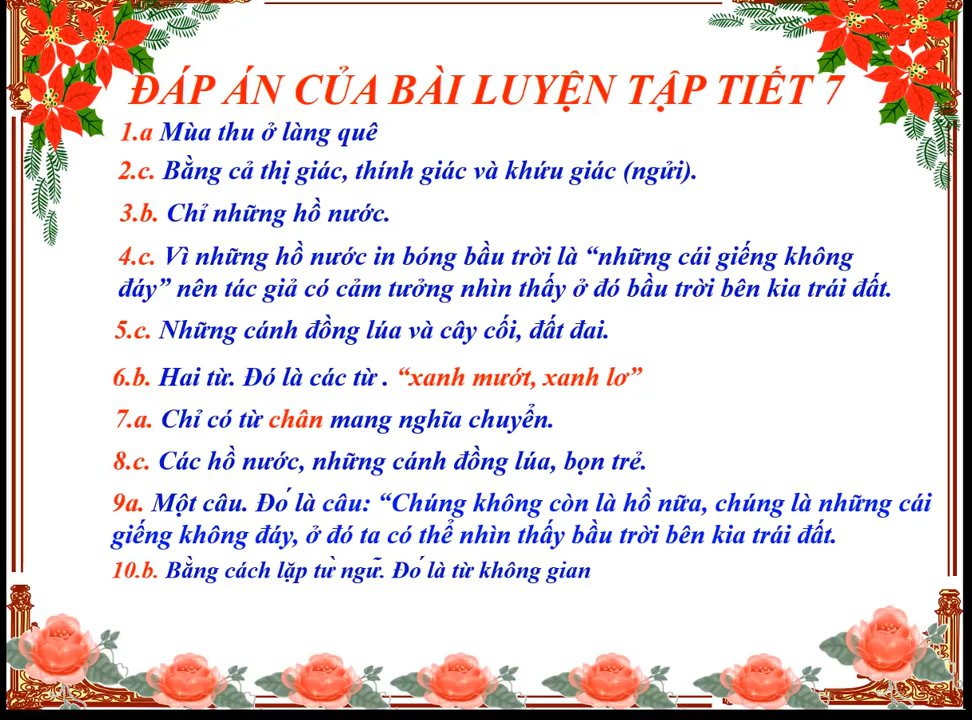 ĐÁP ÁN CỦA BÀI LUYỆN TẬP TIẾT 7
1.a Mùa thu ở làng quê
2.c. Bằng cả thị giác, thính giác và khứu giác (ngửi).
3.b. Chỉ những hồ nước.
4.c. Vì những hồ nước in bóng bầu trời là “những cái giếng không
đáy” nên tác giả có cảm tưởng nhìn thấy ở đó bầu trời bên kia trái đất.
5.c. Những cánh đồng lúa và cây cối, đất đai.
6.b. Hai từ. Đó là các từ . “xanh mướt, xanh lơ”
7.a. Chỉ có từ chân mang nghĩa chuyển.
8.c. Các hồ nước, những cánh đồng lúa, bọn trẻ.
9a. Một câu. Đó là câu: “Chúng không còn là hồ nữa, chúng là những cái
giếng không đáy, ở đó ta có thể nhìn thấy bầu trời bên kia trái đất.
10.b. Bằng cách lặp từ ngữ. Đó là từ không gian